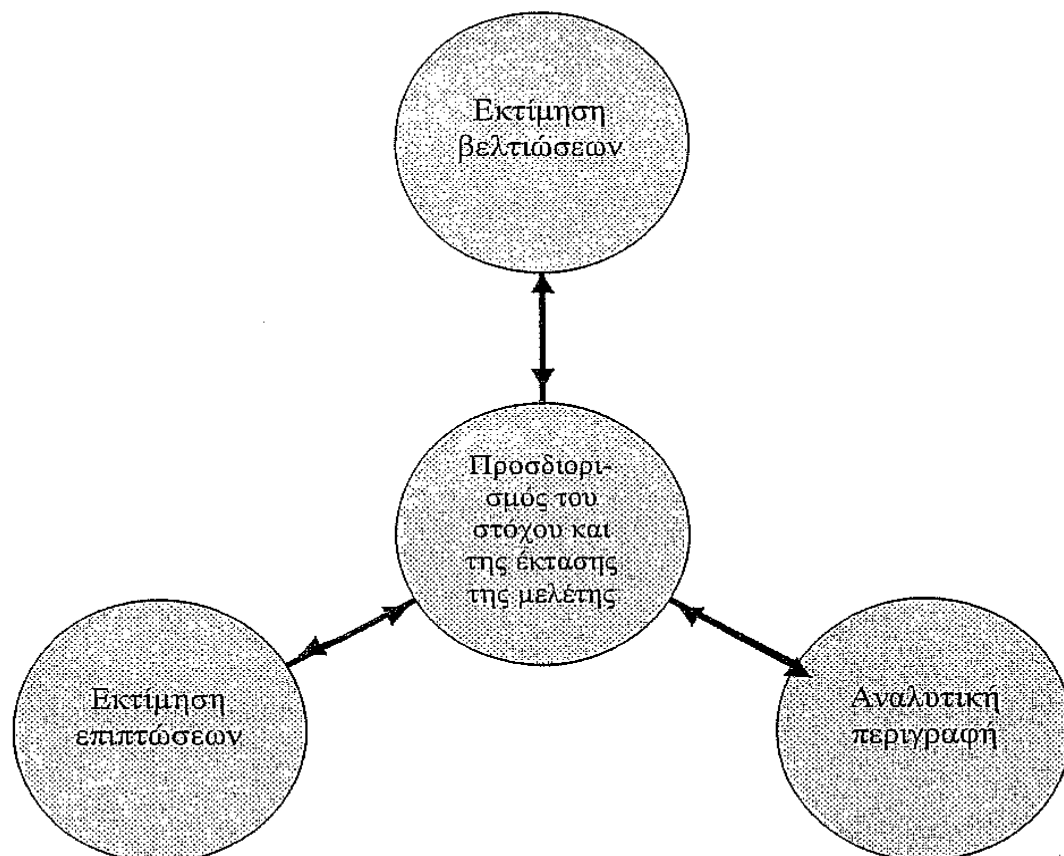 Εκτίμηση
βελτιώσεων
Προσδιορι-
σμός του
στόχου και
της έκτασης
της μελέτης
Εκτίμηση
επιπτώσεων
Αναλυτική
περιγραφή